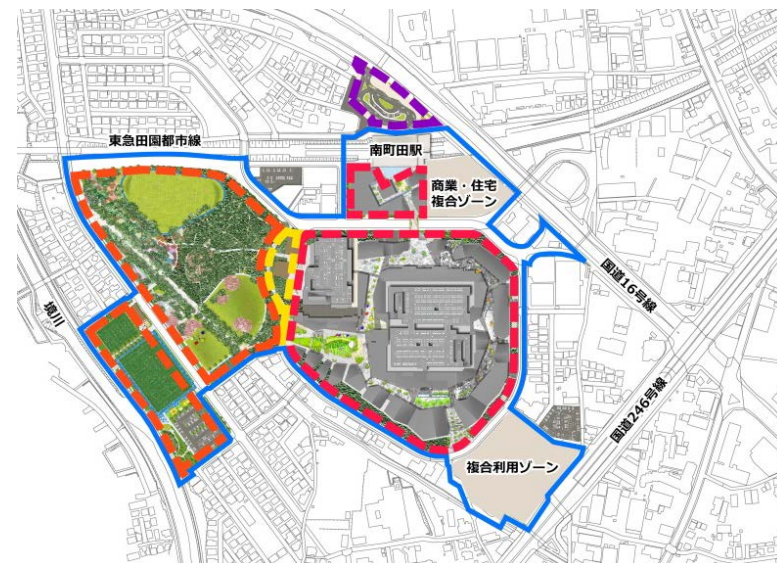 東急田園都市線
南町田駅
商業・住宅
複合ゾーン
国道16号線
境川
国道246号線
複合利用ゾーン